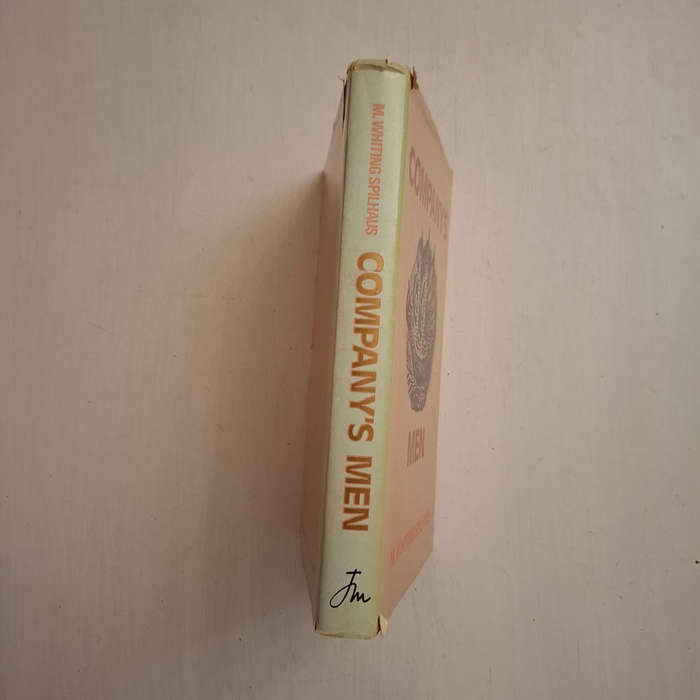 M. WHITING SPILHAUS
COMPANY'S MEN
Jm
COMPANY'S
MEN